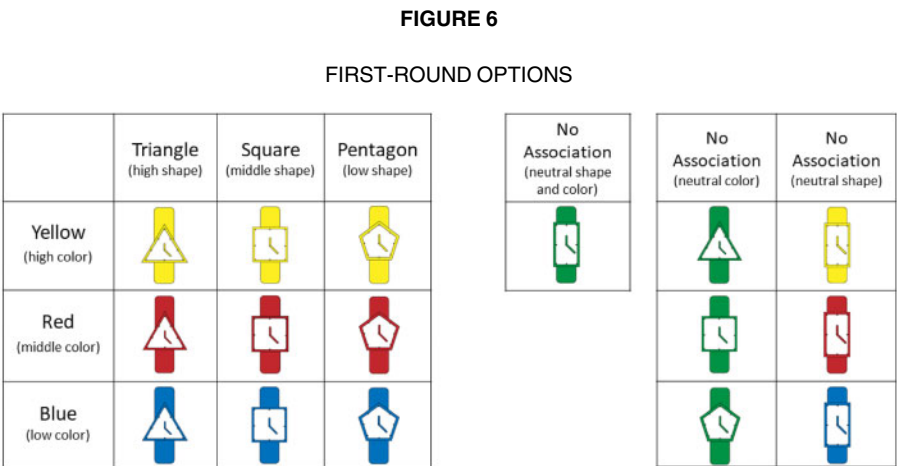 FIGURE 6
FIRST-ROUND OPTIONS
Triangle
(high shape)
Square
(middle shape)
Pentagon
(low shape)
Yellow
(high color)
Red
(middle color)
Blue
(low color)
No
Association
(neutral shape
and color)
No
Association
(neutral color)
No
Association
(neutral shape)